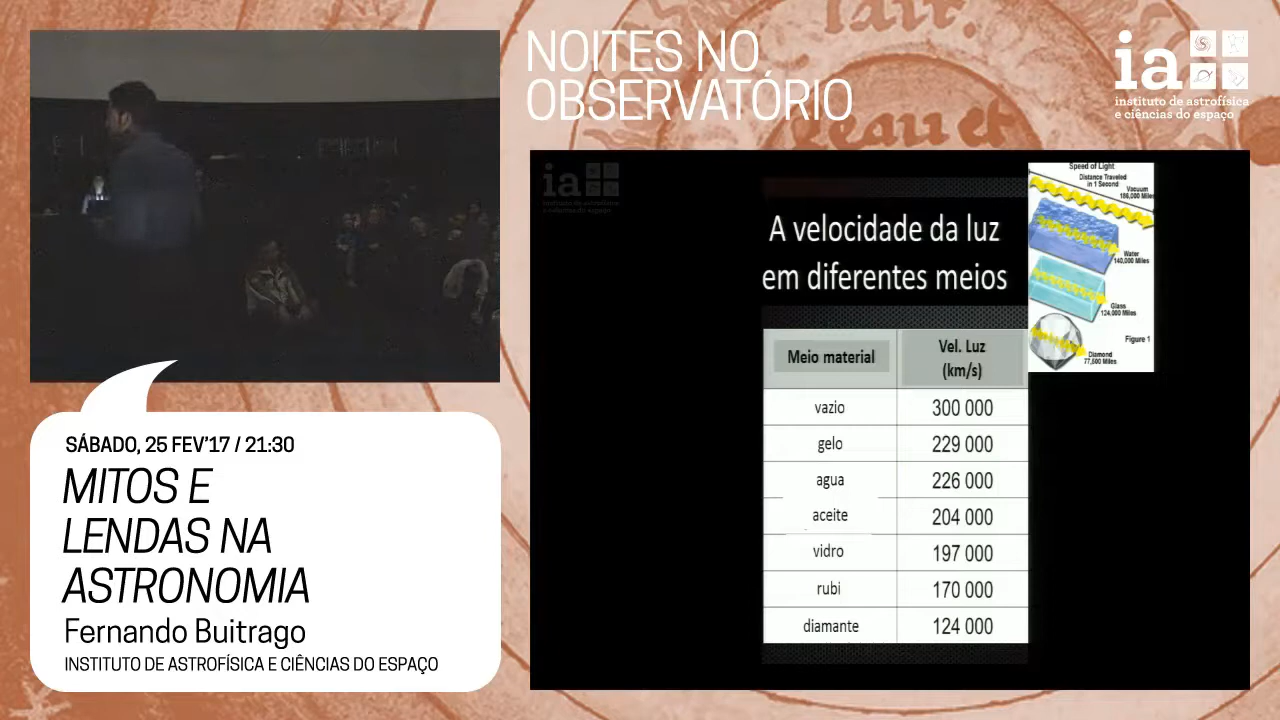 NOITES NO
OBSERVATÓRIO
ia
instituto de astrofísica
e ciências do espaço
ia
A velocidade da luz
em diferentes meios
Meio material
Vel. Luz
(km/s)
vazio 300 000
gelo 229 000
agua 226 000
aceite 204 000
vidro 197 000
rubi 170 000
diamante 124 000
Speed of Light
Distance Traveled
in 1 Second
Vacuum
186,000 Miles
Water
140,000 Miles
Glass
124,000 Miles
Figure 1
Diamond
77,500 Miles
SÁBADO, 25 FEV'17 / 21:30
MITOS E
LENDAS NA
ASTRONOMIA
Fernando Buitrago
INSTITUTO DE ASTROFÍSICA E CIÊNCIAS DO ESPAÇO